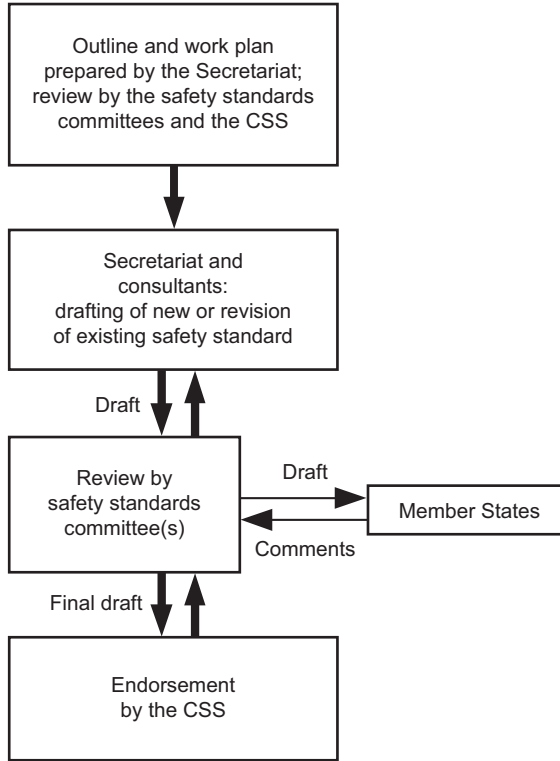 Outline and work plan
prepared by the Secretariat;
review by the safety standards
committees and the CSS
Secretariat and
consultants:
drafting of new or revision
of existing safety standard
Draft
Review by
safety standards
committee(s)
Draft
Member States
Comments
Final draft
Endorsement
by the CSS